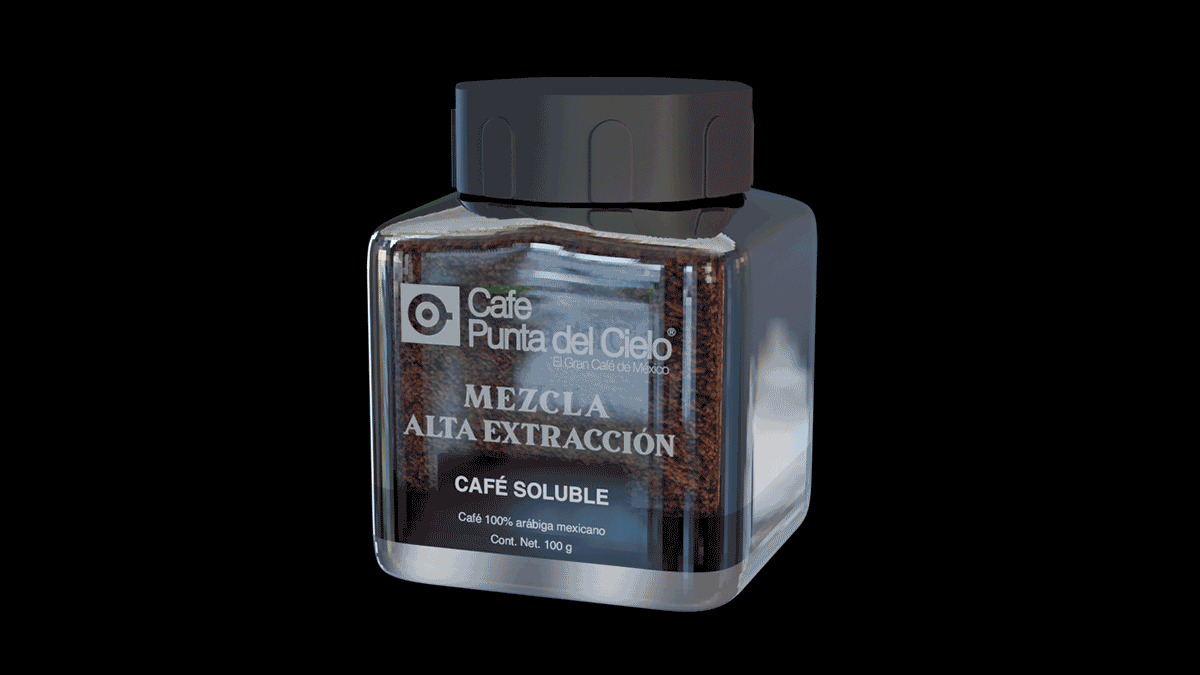 Cafe
Punta del Cielo®
El Gran Café de México
MEZCLA
ALTA EXTRACCIÓN
CAFÉ SOLUBLE
Café 100% arábiga mexicano
Cont. Net. 100 g